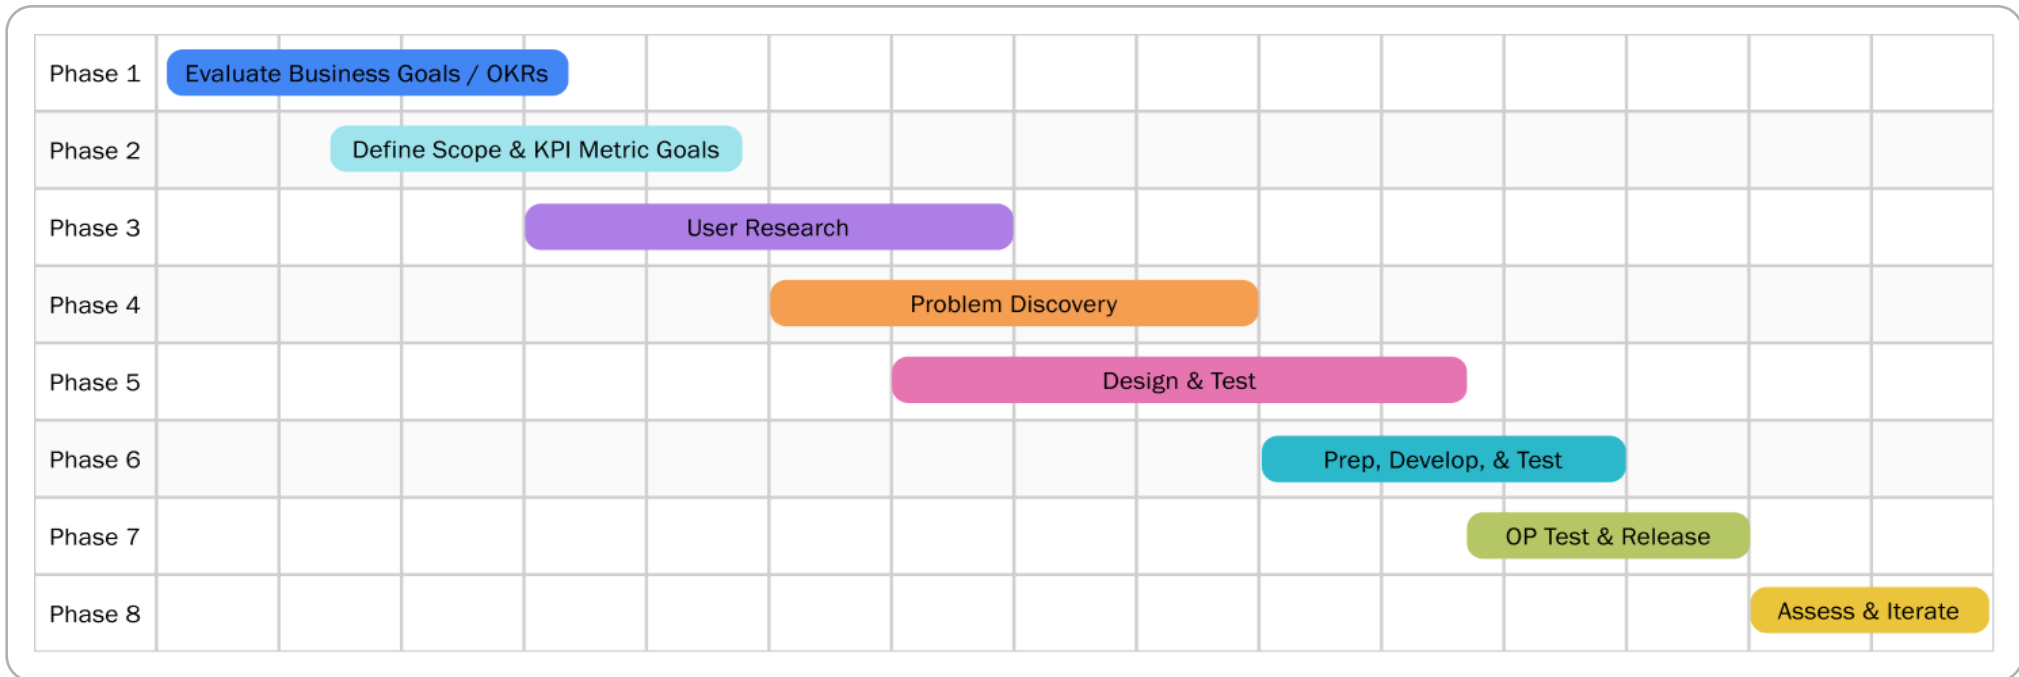 Phase 1
Evaluate Business Goals / OKRs
Phase 2
Define Scope & KPI Metric Goals
Phase 3
User Research
Phase 4
Problem Discovery
Phase 5
Design & Test
Phase 6
Prep, Develop, & Test
Phase 7
OP Test & Release
Phase 8
Assess & Iterate